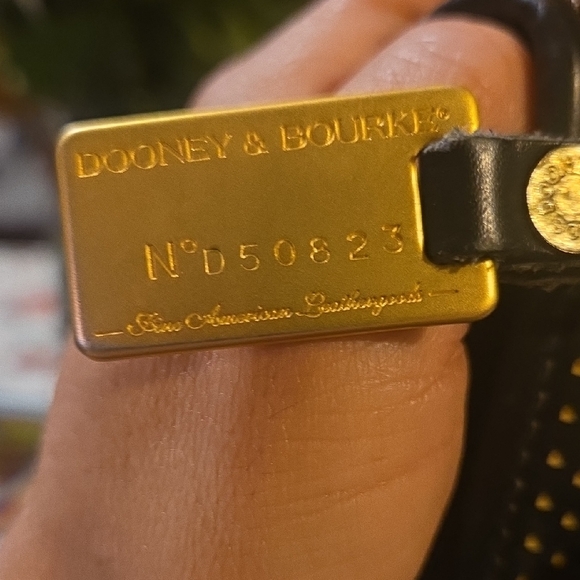 DOONEY & BOURKE®
N° D50823
Fine American Leathergoods